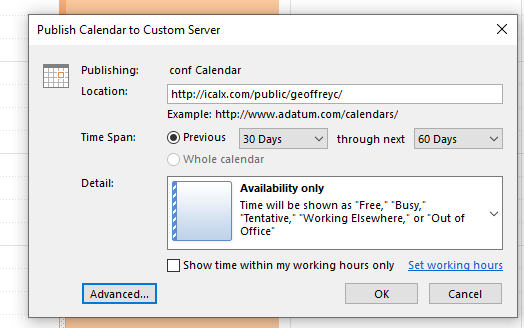 Publish Calendar to Custom Server
Publishing: conf Calendar
Location: http://icalx.com/public/geoffreyc/
Example: http://www.adatum.com/calendars/
Time Span: Previous 30 Days through next 60 Days
Whole calendar
Detail: Availability only
Time will be shown as "Free," "Busy,"
"Tentative," "Working Elsewhere," or "Out of
Office"
Show time within my working hours only Set working hours
Advanced... OK Cancel